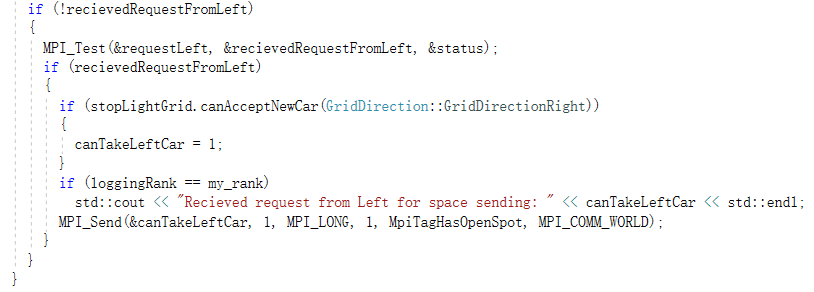 if (!recievedRequestFromLeft)
{
MPI_Test(&requestLeft, &recievedRequestFromLeft, &status);
if (recievedRequestFromLeft)
{
if (stopLightGrid.canAcceptNewCar(GridDirection::GridDirectionRight))
{
canTakeLeftCar = 1;
}
if (loggingRank == my_rank)
std::cout << "Recieved request from Left for space sending: " << canTakeLeftCar << std::endl;
MPI_Send(&canTakeLeftCar, 1, MPI_LONG, 1, MpiTagHasOpenSpot, MPI_COMM_WORLD);
}
}
}